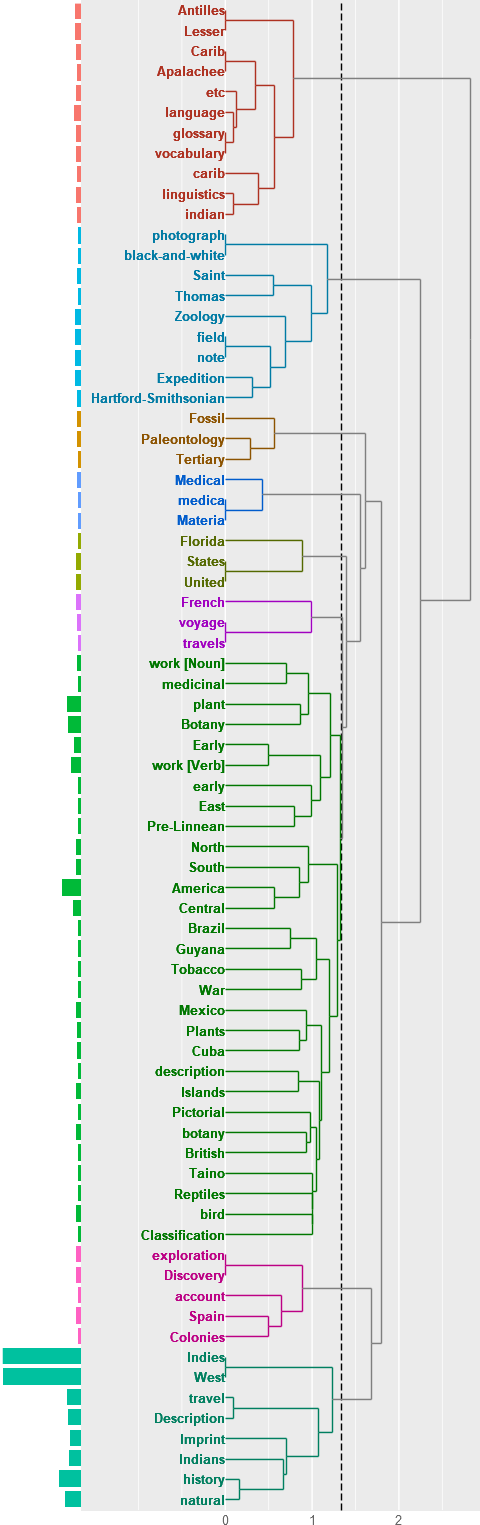 Antilles
Lesser
Carib
Apalachee
etc
language
glossary
vocabulary
carib
linguistics
indian
photograph
black-and-white
Saint
Thomas
Zoology
field
note
Expedition
Hartford-Smithsonian
Fossil
Paleontology
Tertiary
Medical
medica
Materia
Florida
States
United
French
voyage
travels
work [Noun]
medicinal
plant
Botany
Early
work [Verb]
early
East
Pre-Linnean
North
South
America
Central
Brazil
Guyana
Tobacco
War
Mexico
Plants
Cuba
description
Islands
Pictorial
botany
British
Taino
Reptiles
bird
Classification
exploration
Discovery
account
Spain
Colonies
Indies
West
travel
Description
Imprint
Indians
history
natural
0 1 2